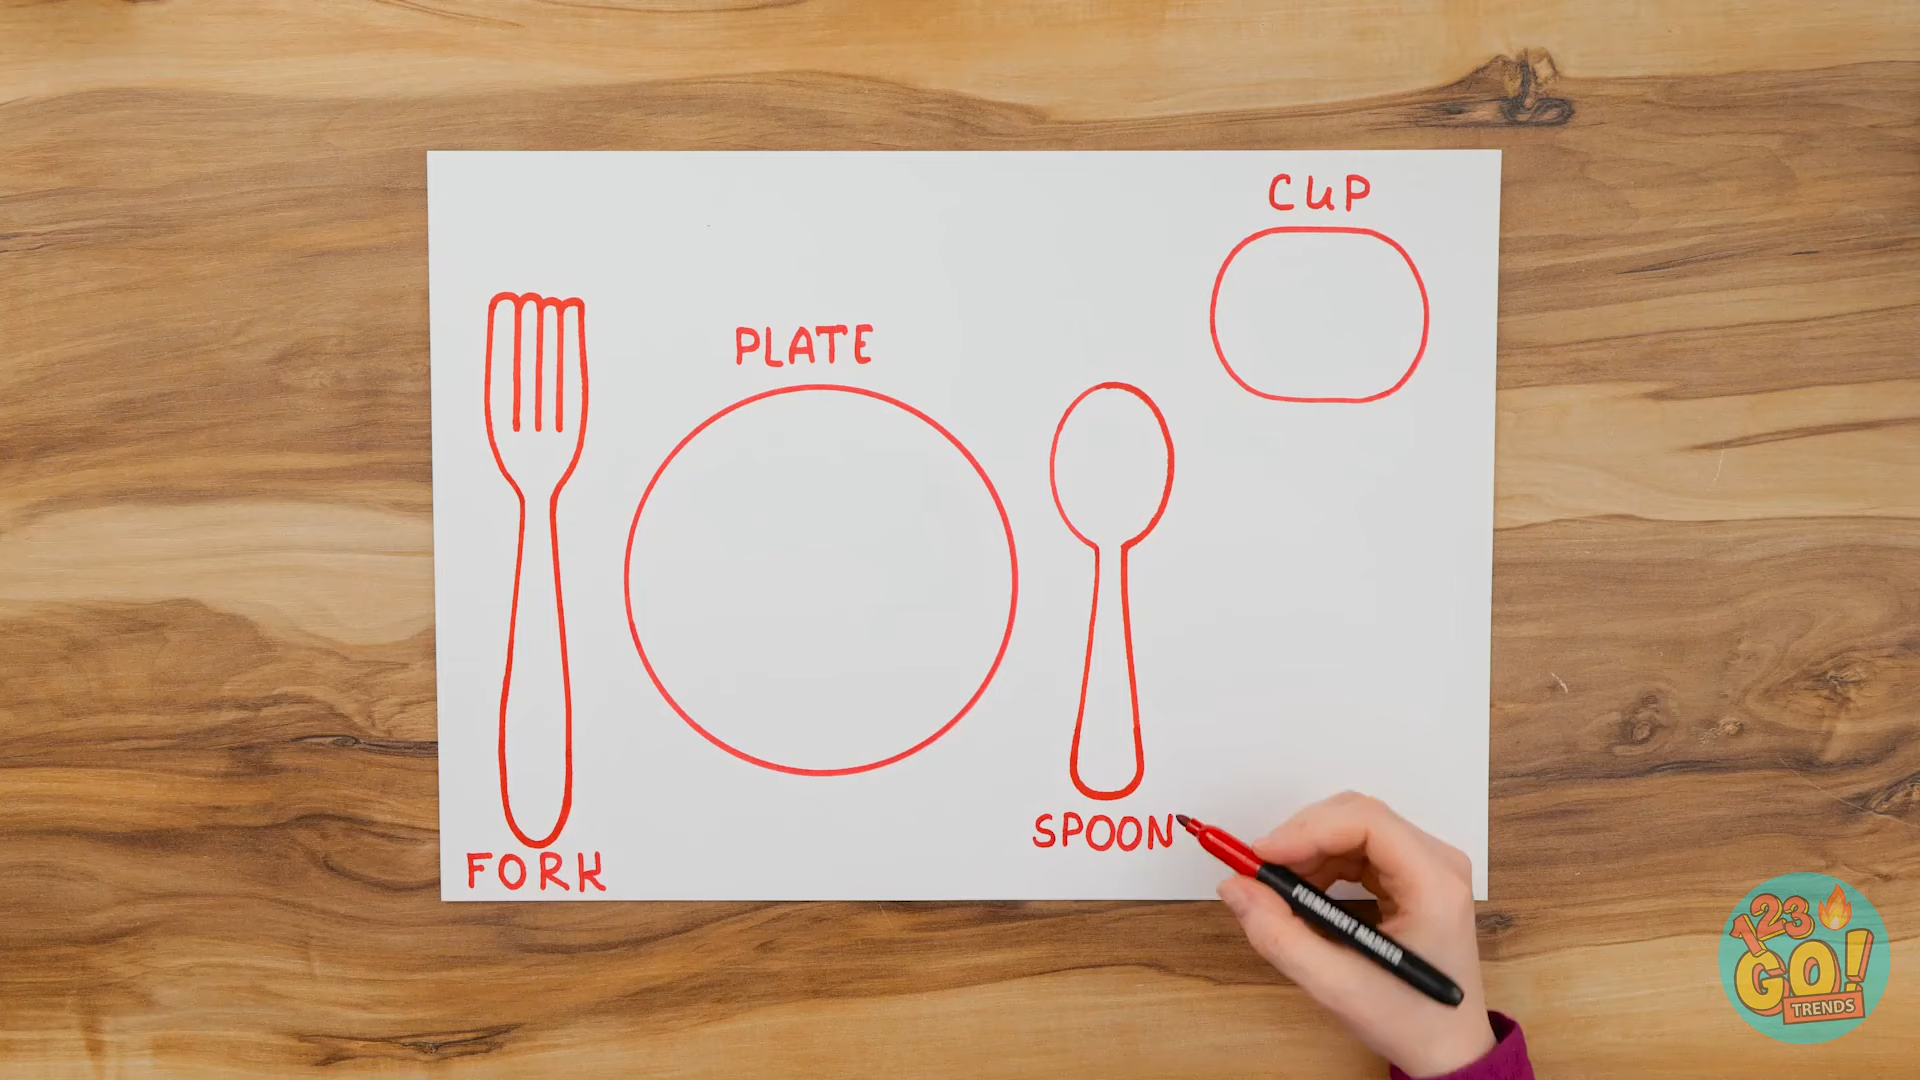 CUP
PLATE
SPOON
FORK
PERMANENT MARKER
123
GO!
TRENDS